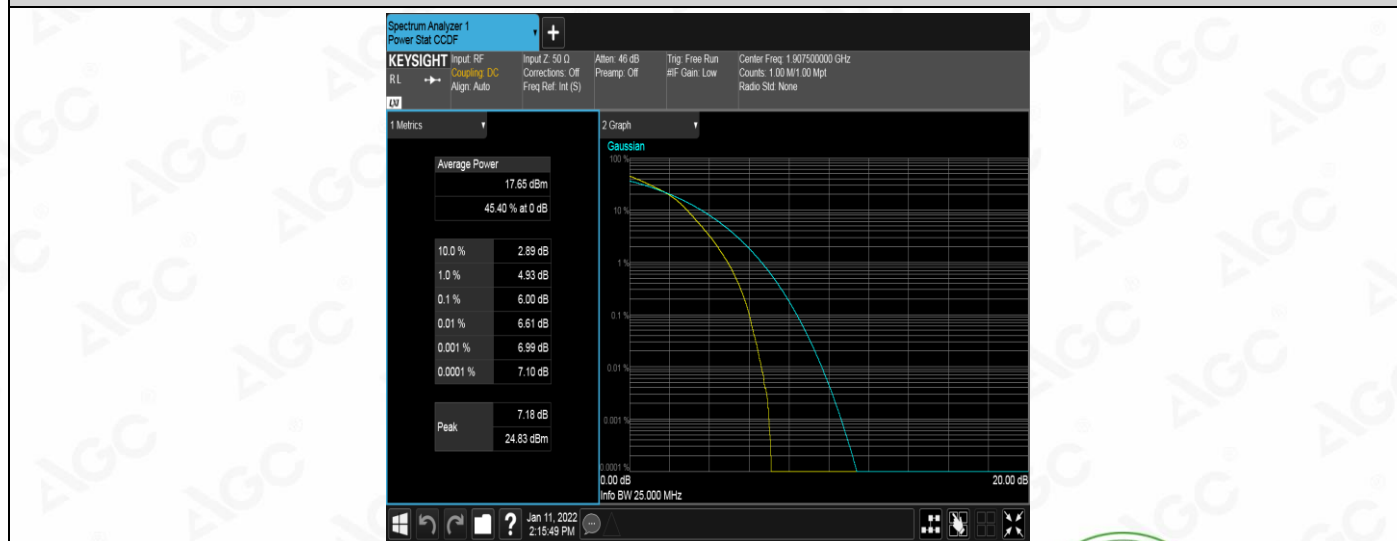 Spectrum Analyzer 1
Power Stat CCDF
+
KEYSIGHT Input: RF Input Z: 50 Ω Atten: 46 dB Trig: Free Run Center Freq: 1.907500000 GHz
RL Coupling: DC Corrections: Off Preamp: Off #IF Gain: Low Counts: 1.00 M/1.00 Mpt
Align: Auto Freq Ref: Int (S) Radio Std: None
LXI
1 Metrics
Average Power
17.65 dBm
45.40 % at 0 dB
10.0 % 2.89 dB
1.0 % 4.93 dB
0.1 % 6.00 dB
0.01 % 6.61 dB
0.001 % 6.99 dB
0.0001 % 7.10 dB
Peak 7.18 dB
24.83 dBm
2 Graph
Gaussian
100 %
10 %
1 %
0.1 %
0.01 %
0.001 %
0.0001 %
0.00 dB 20.00 dB
Info BW 25.000 MHz
? Jan 11, 2022
2:15:49 PM
AGC